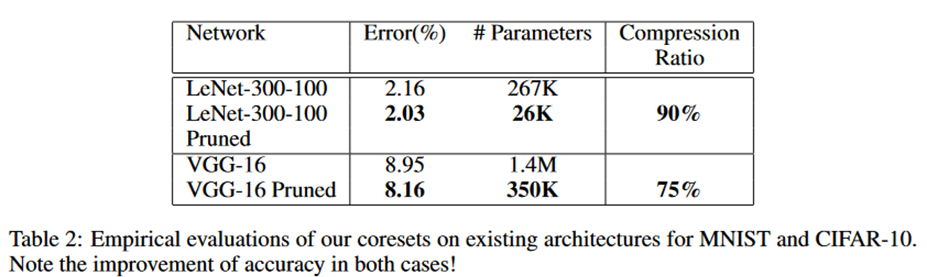 Network Error(%) # Parameters Compression
Ratio
LeNet-300-100 2.16 267K
LeNet-300-100 2.03 26K 90%
Pruned
VGG-16 8.95 1.4M
VGG-16 Pruned 8.16 350K 75%
Table 2: Empirical evaluations of our coresets on existing architectures for MNIST and CIFAR-10.
Note the improvement of accuracy in both cases!